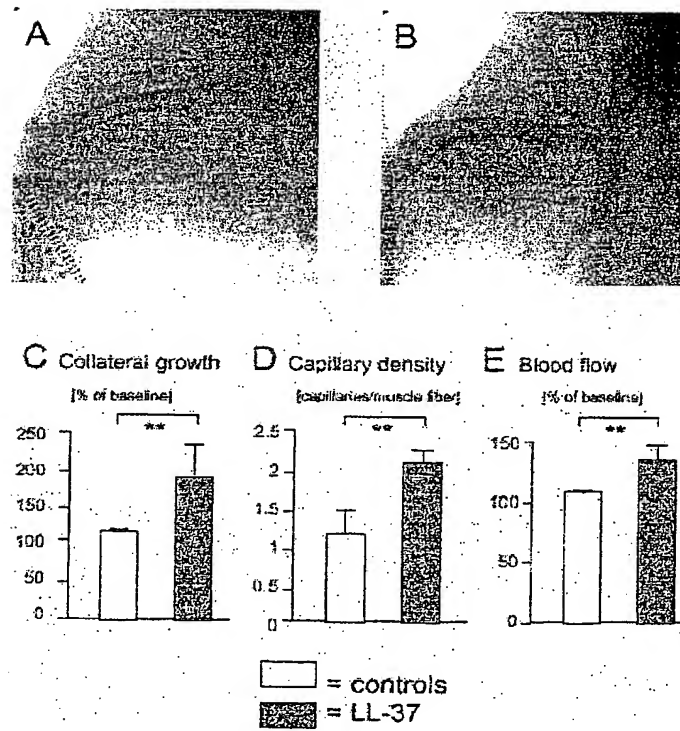 A
B
C Collateral growth
[% of baseline]
**
250
200
150
100
50
0
D Capillary density
[capillaries/muscle fiber]
**
2.5
2
1.5
1
0.5
0
E Blood flow
[% of baseline]
**
150
100
50
0
= controls
= LL-37